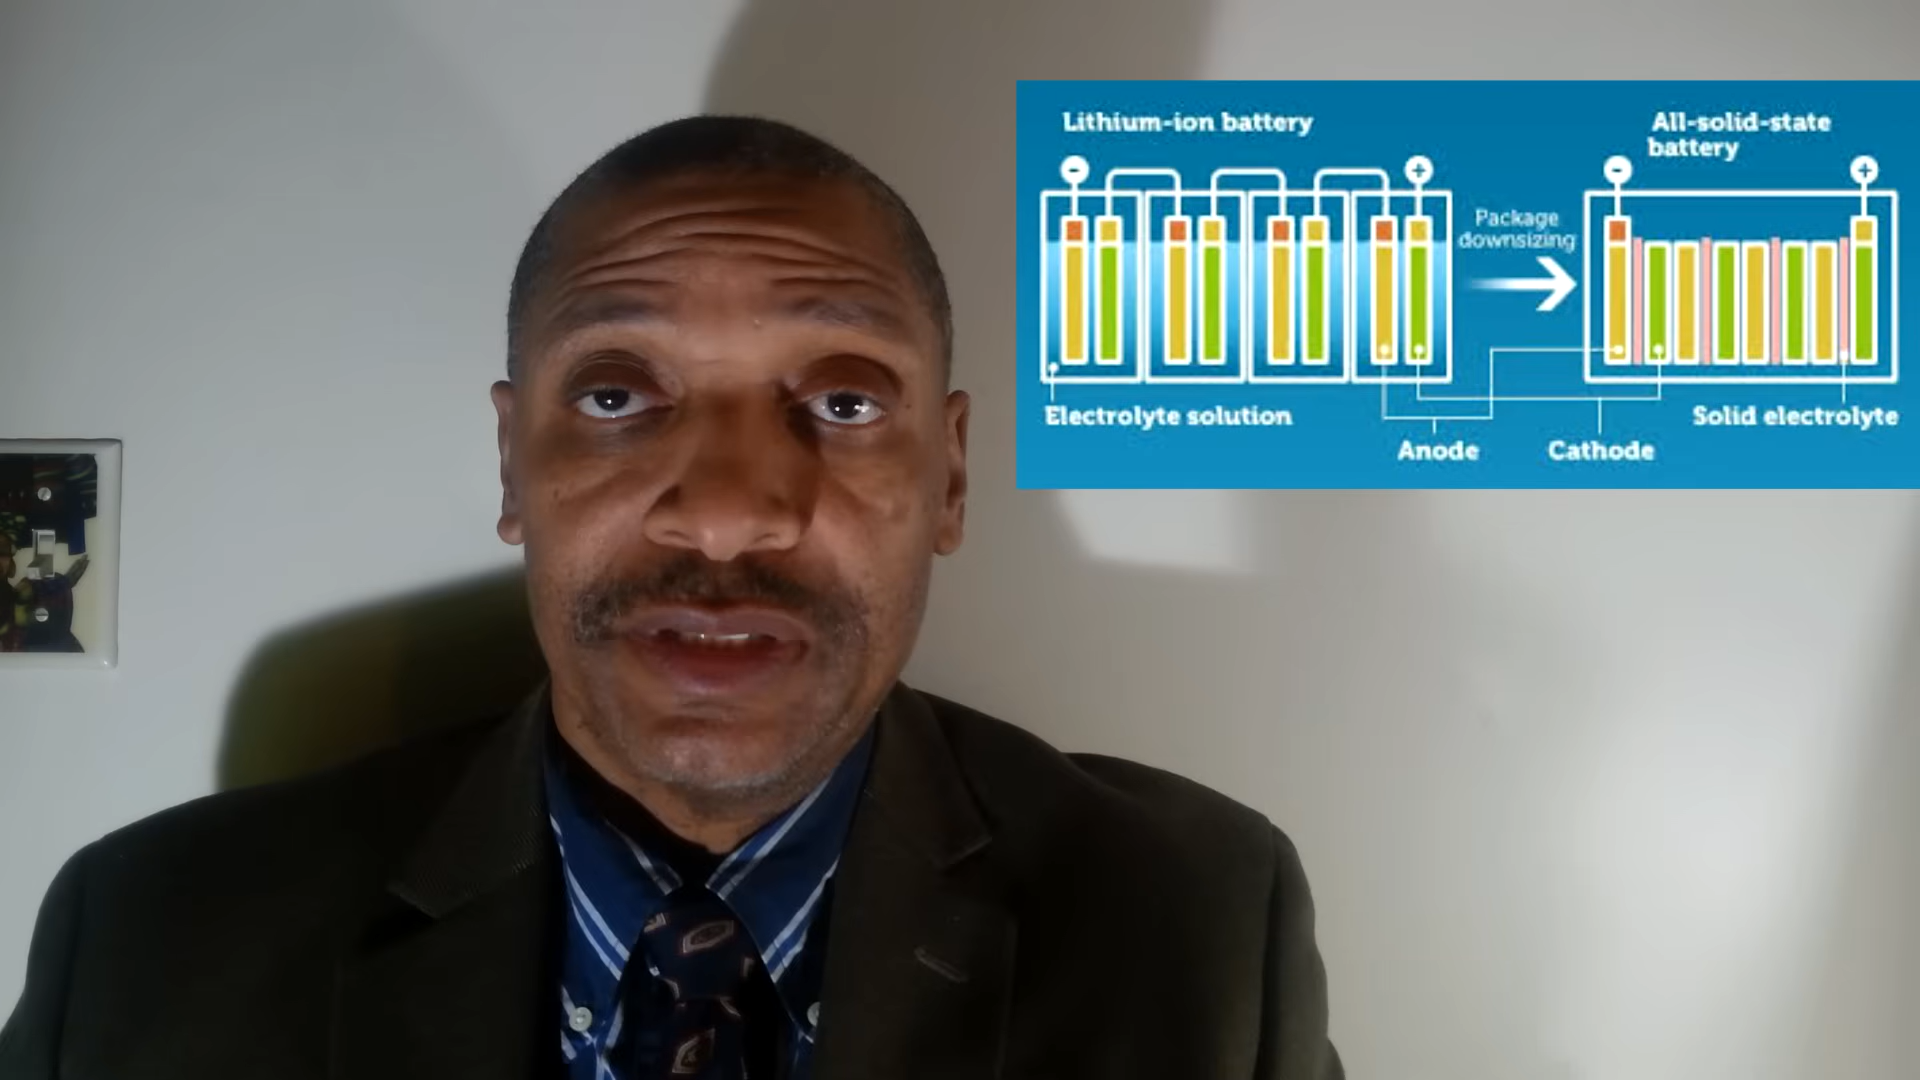 Lithium-ion battery
All-solid-state
battery
Package
downsizing
Electrolyte solution
Solid electrolyte
Anode
Cathode